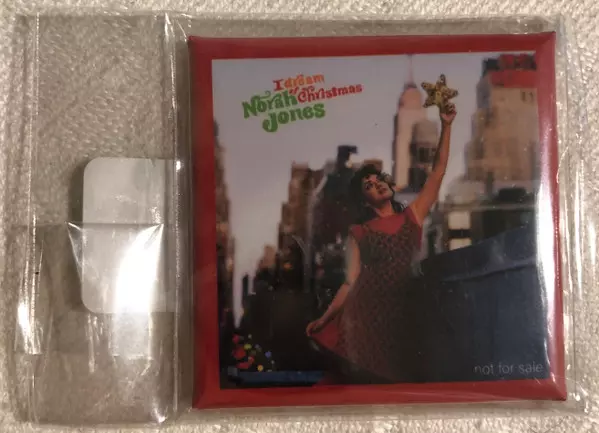 I dream
of Christmas
Norah
Jones
not for sale